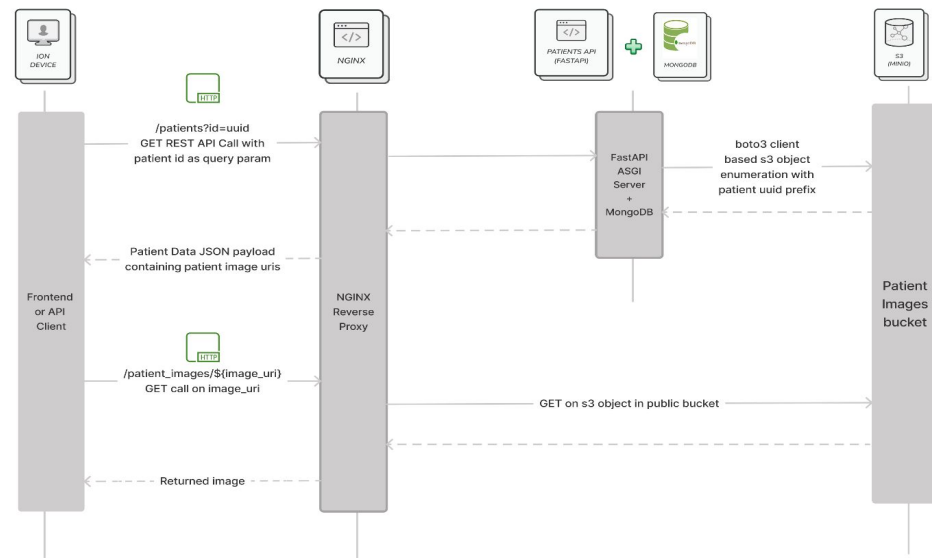 ION
DEVICE
</>
NGINX
</>
PATIENTS API
(FASTAPI)
MONGODB
S3
(MINIO)
HTTP
/patients?id=uuid
GET REST API Call with
patient id as query param
FastAPI
ASGI
Server
+
MongoDB
boto3 client
based s3 object
enumeration with
patient uuid prefix
Patient Data JSON payload
containing patient image uris
Frontend
or API
Client
NGINX
Reverse
Proxy
Patient
Images
bucket
HTTP
/patient_images/${image_uri}
GET call on image_uri
GET on s3 object in public bucket
Returned image